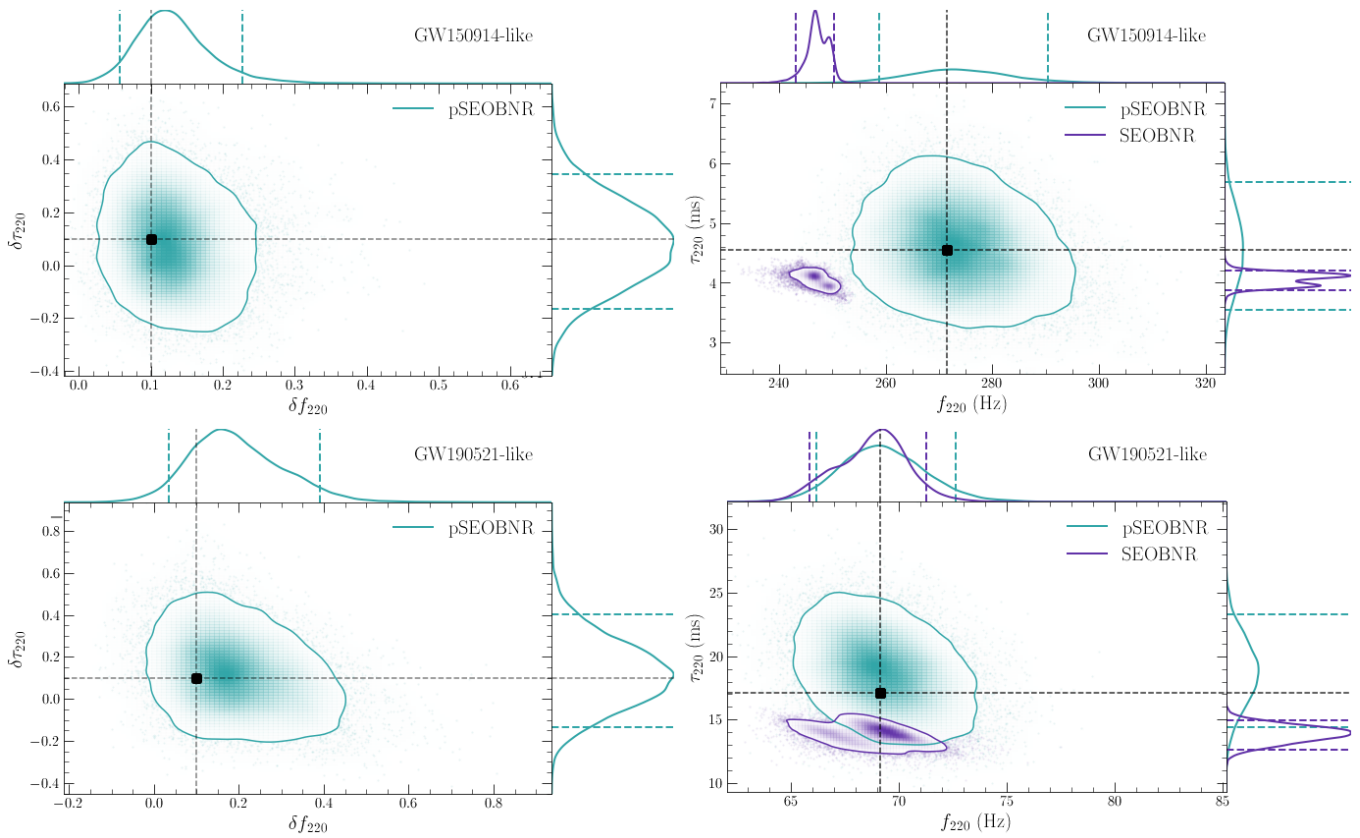 GW150914-like
pSEOBNR
0.6
0.4
0.2
0.0
−0.2
−0.4
δτ₂₂₀
0.0
0.1
0.2
0.3
0.4
0.5
0.6
δf₂₂₀
GW150914-like
pSEOBNR
SEOBNR
7
6
5
4
3
τ₂₂₀ (ms)
240
260
280
300
320
f₂₂₀ (Hz)
GW190521-like
pSEOBNR
0.8
0.6
0.4
0.2
0.0
−0.2
−0.4
δτ₂₂₀
−0.2
0.0
0.2
0.4
0.6
0.8
δf₂₂₀
GW190521-like
pSEOBNR
SEOBNR
30
25
20
15
10
τ₂₂₀ (ms)
65
70
75
80
85
f₂₂₀ (Hz)